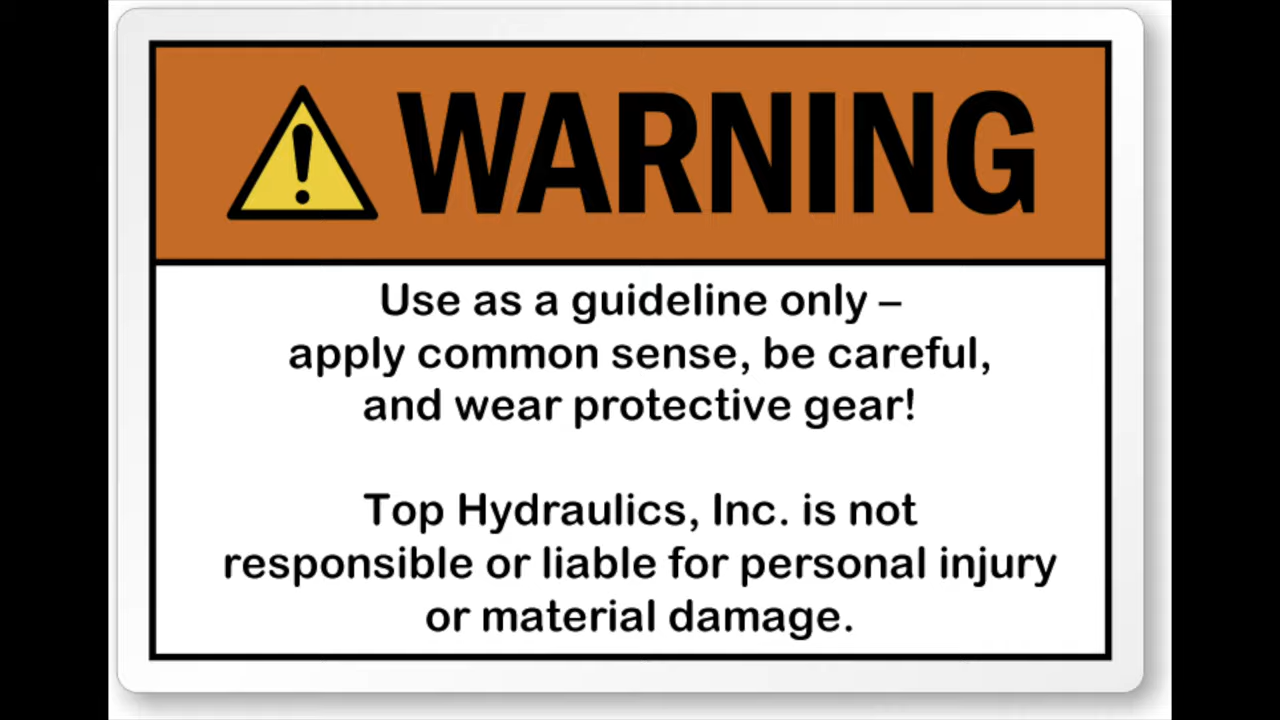 WARNING
Use as a guideline only –
apply common sense, be careful,
and wear protective gear!
Top Hydraulics, Inc. is not
responsible or liable for personal injury
or material damage.